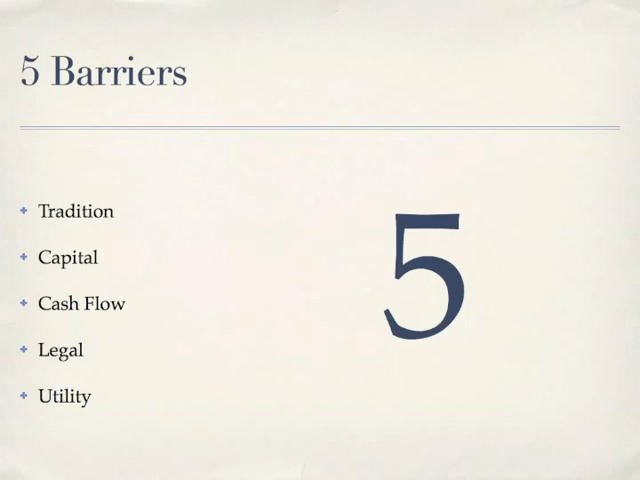 5 Barriers
Tradition
Capital
Cash Flow
Legal
Utility
5